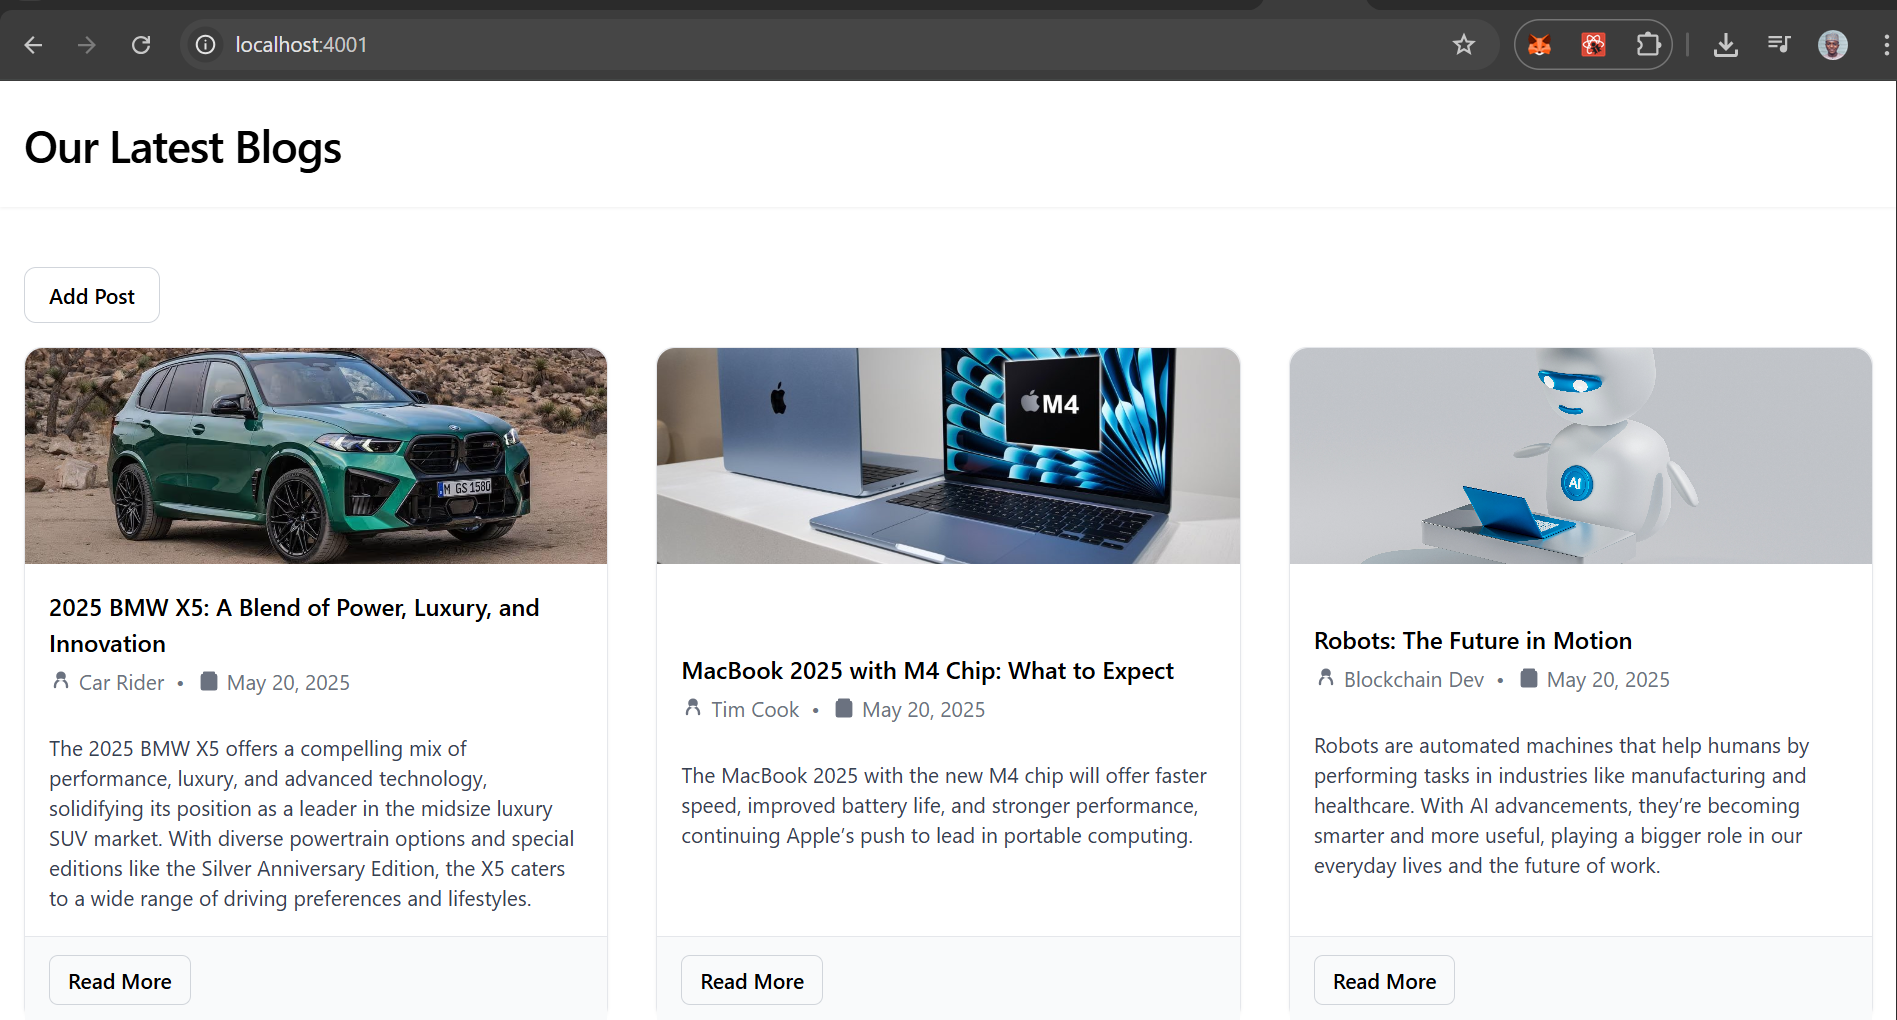 localhost:4001
Our Latest Blogs
Add Post
M GS 1580
M4
AI
2025 BMW X5: A Blend of Power, Luxury, and
Innovation
Car Rider • May 20, 2025
The 2025 BMW X5 offers a compelling mix of
performance, luxury, and advanced technology,
solidifying its position as a leader in the midsize luxury
SUV market. With diverse powertrain options and special
editions like the Silver Anniversary Edition, the X5 caters
to a wide range of driving preferences and lifestyles.
Read More
MacBook 2025 with M4 Chip: What to Expect
Tim Cook • May 20, 2025
The MacBook 2025 with the new M4 chip will offer faster
speed, improved battery life, and stronger performance,
continuing Apple’s push to lead in portable computing.
Read More
Robots: The Future in Motion
Blockchain Dev • May 20, 2025
Robots are automated machines that help humans by
performing tasks in industries like manufacturing and
healthcare. With AI advancements, they’re becoming
smarter and more useful, playing a bigger role in our
everyday lives and the future of work.
Read More